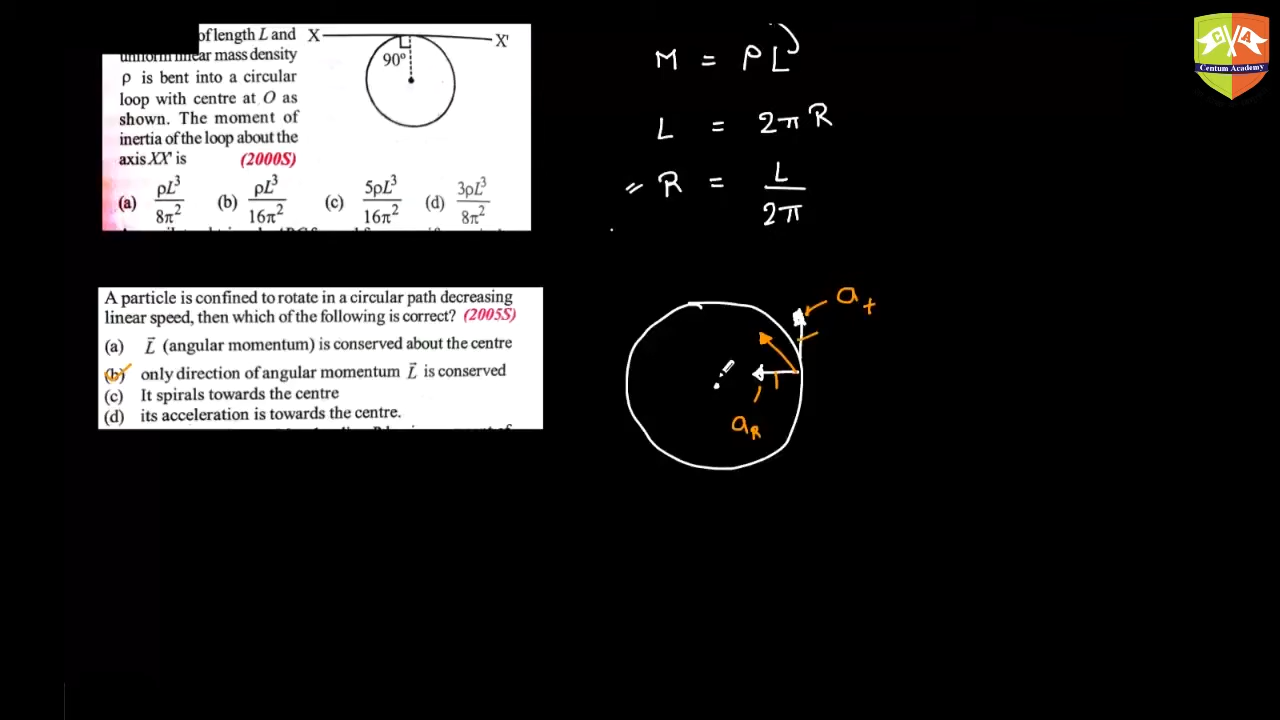 of length L and
uniform linear mass density
ρ is bent into a circular
loop with centre at O as
shown. The moment of
inertia of the loop about the
axis XX' is (2000S)
X X'
90°
(a) ρL³/8π² (b) ρL³/16π² (c) 5ρL³/16π² (d) 3ρL³/8π²
A particle is confined to rotate in a circular path decreasing
linear speed, then which of the following is correct? (2005S)
(a) L⃗ (angular momentum) is conserved about the centre
(b) only direction of angular momentum L⃗ is conserved
(c) It spirals towards the centre
(d) its acceleration is towards the centre.
M = ρL
L = 2πR
R = L/2π
a_t
a_R
C A
Centum Academy